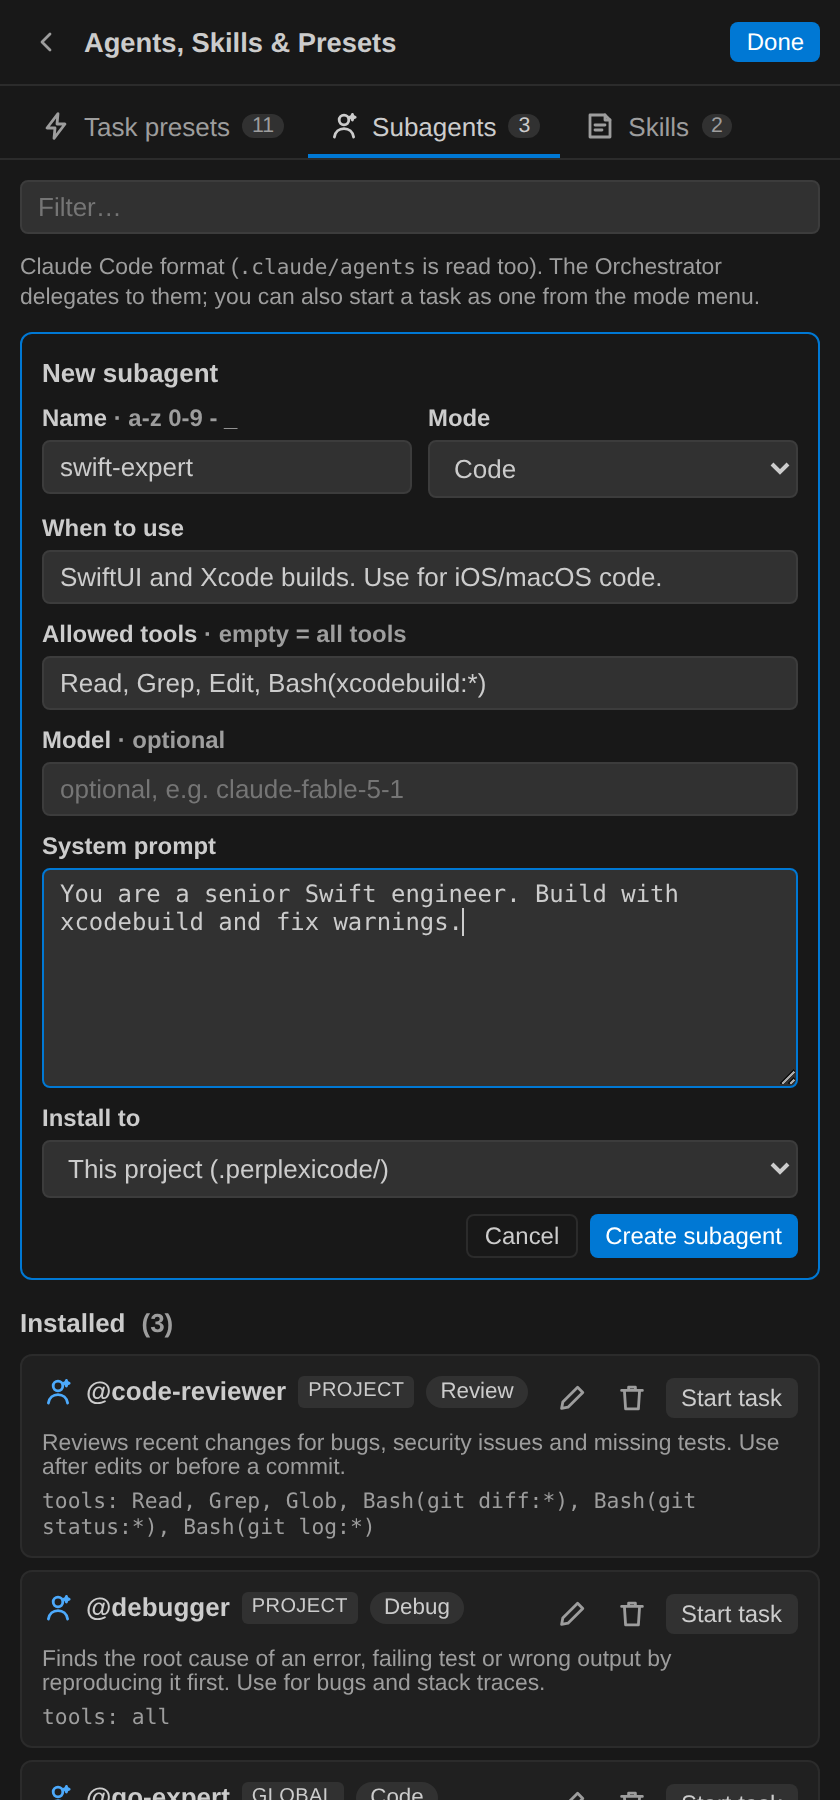 Agents, Skills & Presets
Done
Task presets 11
Subagents 3
Skills 2
Filter…
Claude Code format (.claude/agents is read too). The Orchestrator
delegates to them; you can also start a task as one from the mode menu.
New subagent
Name · a-z 0-9 - _
Mode
swift-expert
Code
When to use
SwiftUI and Xcode builds. Use for iOS/macOS code.
Allowed tools · empty = all tools
Read, Grep, Edit, Bash(xcodebuild:*)
Model · optional
optional, e.g. claude-fable-5-1
System prompt
You are a senior Swift engineer. Build with
xcodebuild and fix warnings.
Install to
This project (.perplexicode/)
Cancel
Create subagent
Installed (3)
@code-reviewer PROJECT Review Start task
Reviews recent changes for bugs, security issues and missing tests. Use
after edits or before a commit.
tools: Read, Grep, Glob, Bash(git diff:*), Bash(git
status:*), Bash(git log:*)
@debugger PROJECT Debug Start task
Finds the root cause of an error, failing test or wrong output by
reproducing it first. Use for bugs and stack traces.
tools: all
@go-expert GLOBAL Code Start task